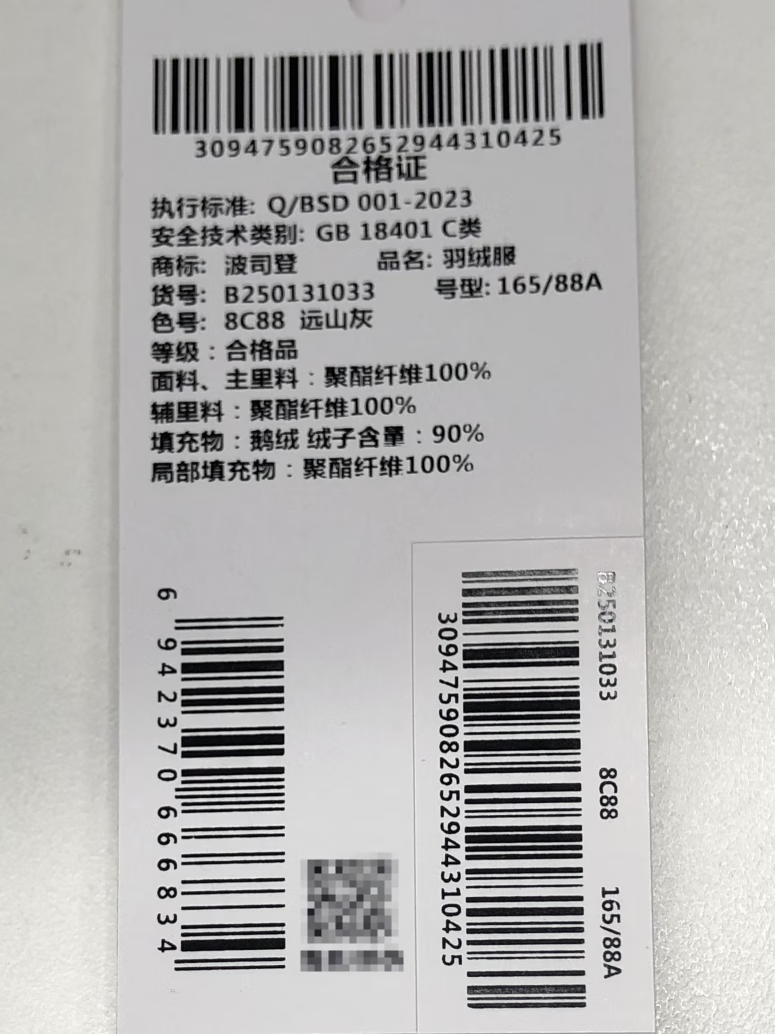 3094759082652944310425
合格证
执行标准: Q/BSD 001-2023
安全技术类别: GB 18401 C类
商标: 波司登 品名: 羽绒服
货号: B250131033 号型: 165/88A
色号: 8C88 远山灰
等级：合格品
面料、主里料：聚酯纤维100%
辅里料：聚酯纤维100%
填充物：鹅绒 绒子含量：90%
局部填充物：聚酯纤维100%
6 942370 666834
3094759082652944310425
B250131033 8C88 165/88A